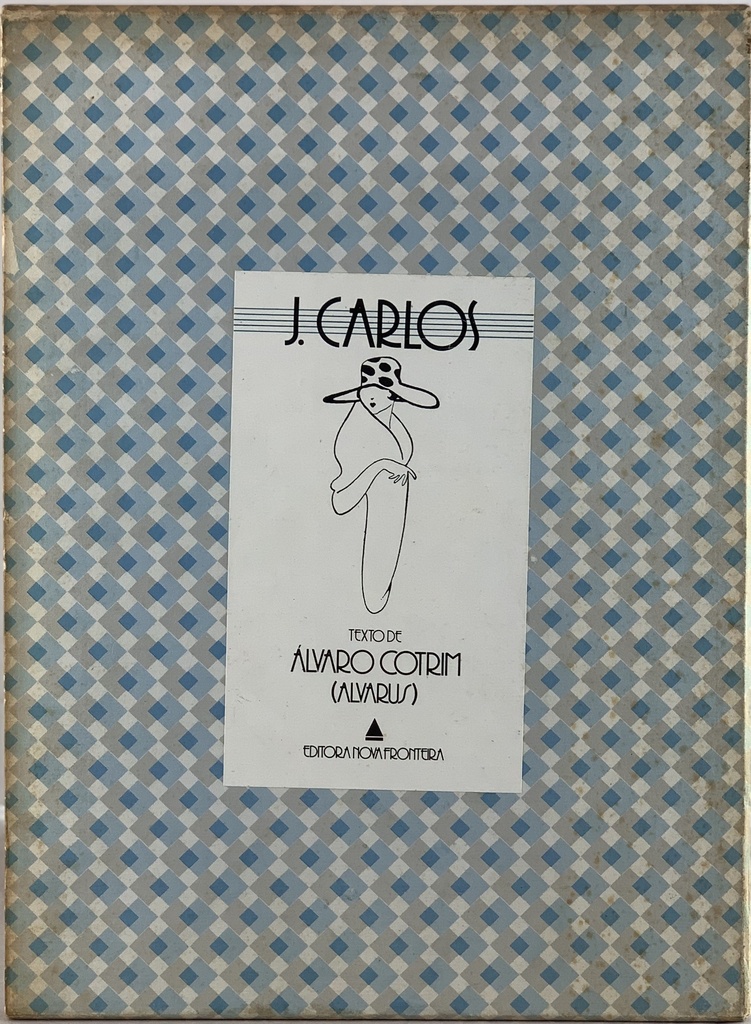 J. CARLOS
TEXTO DE
ÁLVARO COTRIM
(ALVARUS)
EDITORA NOVA FRONTEIRA